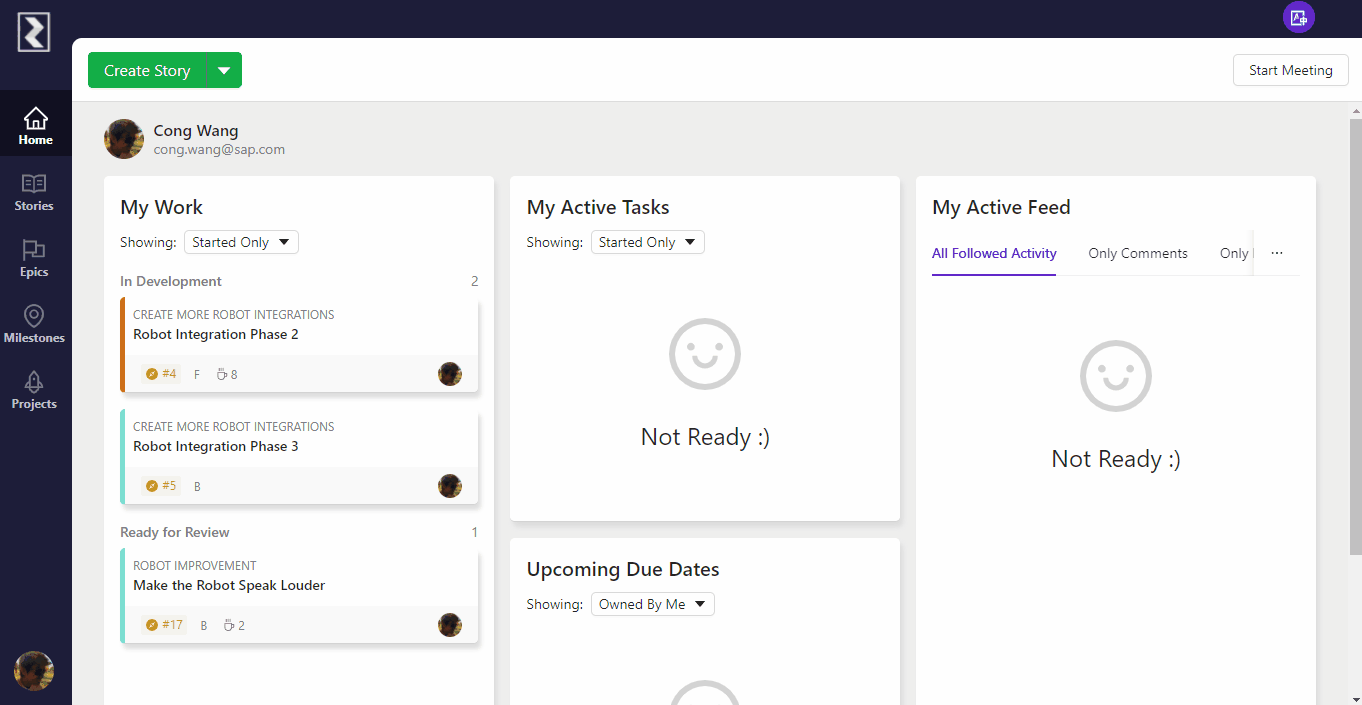 Create Story
Start Meeting
Home
Stories
Epics
Milestones
Projects
Cong Wang
cong.wang@sap.com
My Work
Showing: Started Only
In Development 2
CREATE MORE ROBOT INTEGRATIONS
Robot Integration Phase 2
#4 F 8
CREATE MORE ROBOT INTEGRATIONS
Robot Integration Phase 3
#5 B
Ready for Review 1
ROBOT IMPROVEMENT
Make the Robot Speak Louder
#17 B 2
My Active Tasks
Showing: Started Only
Not Ready :)
Upcoming Due Dates
Showing: Owned By Me
My Active Feed
All Followed Activity Only Comments Only ...
Not Ready :)